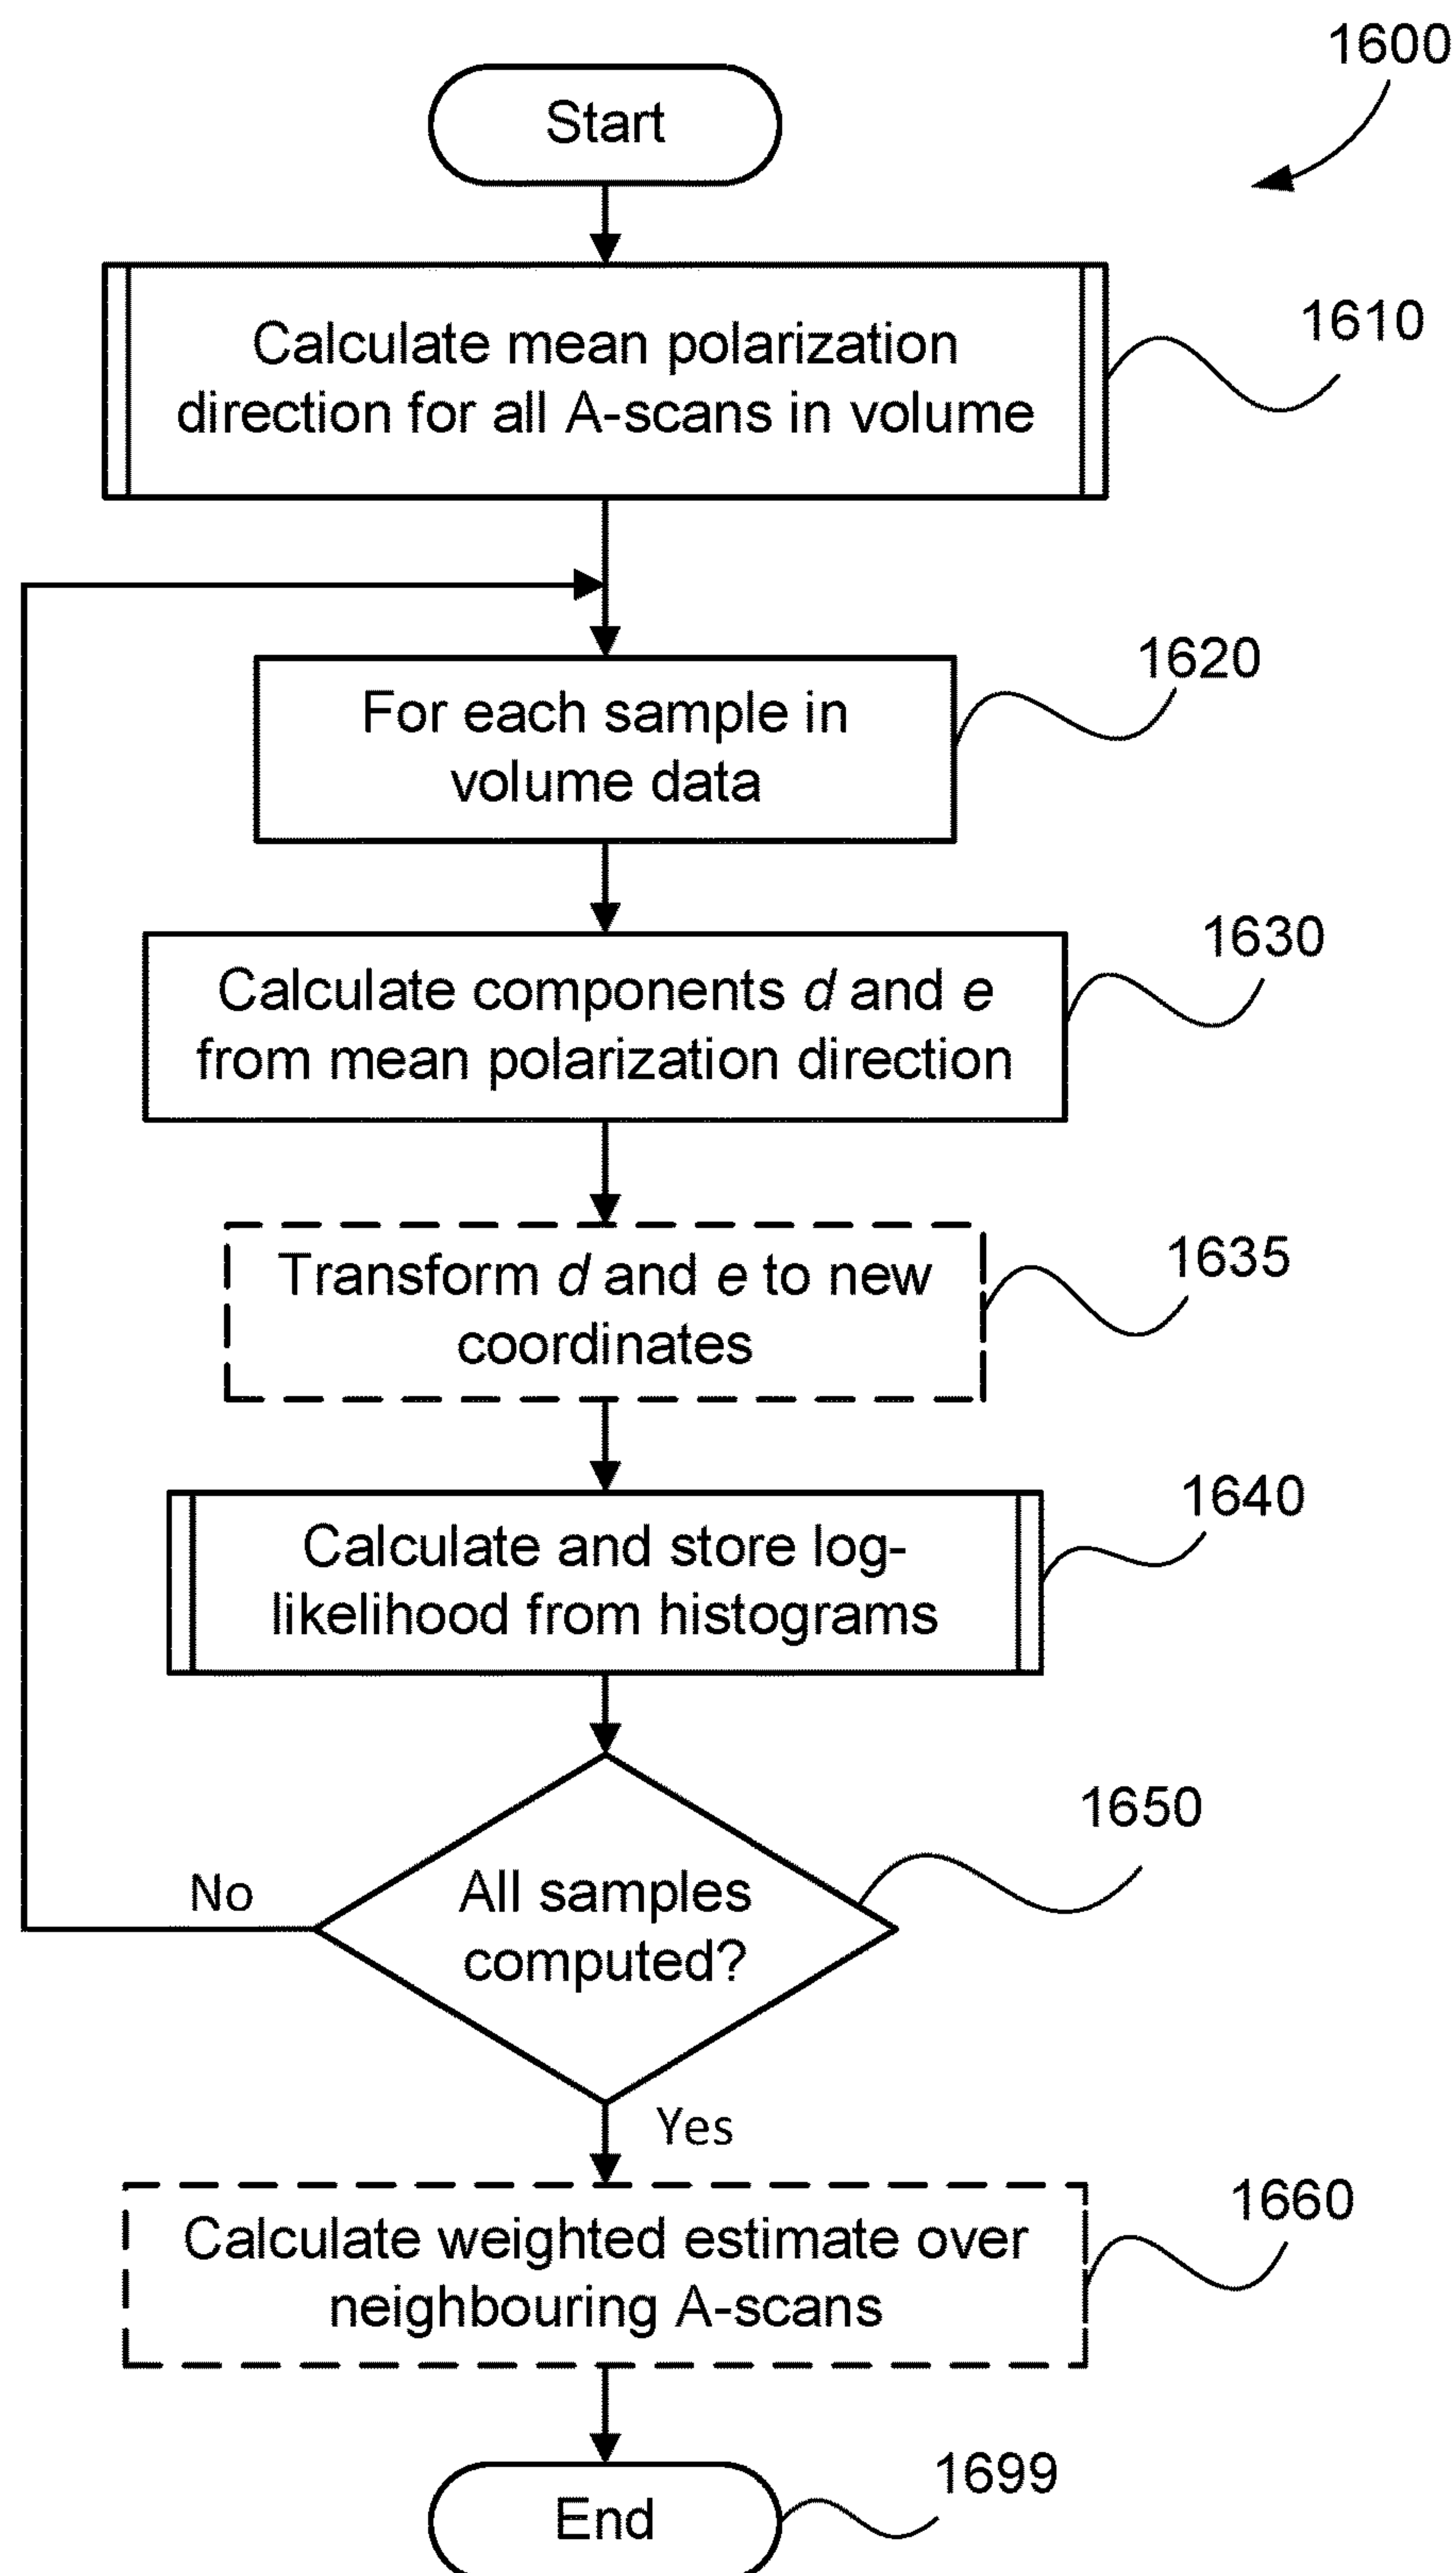 1600
Start
Calculate mean polarization
direction for all A-scans in volume
1610
For each sample in
volume data
1620
Calculate components d and e
from mean polarization direction
1630
Transform d and e to new
coordinates
1635
Calculate and store log-
likelihood from histograms
1640
All samples
computed?
1650
No
Yes
Calculate weighted estimate over
neighbouring A-scans
1660
End
1699